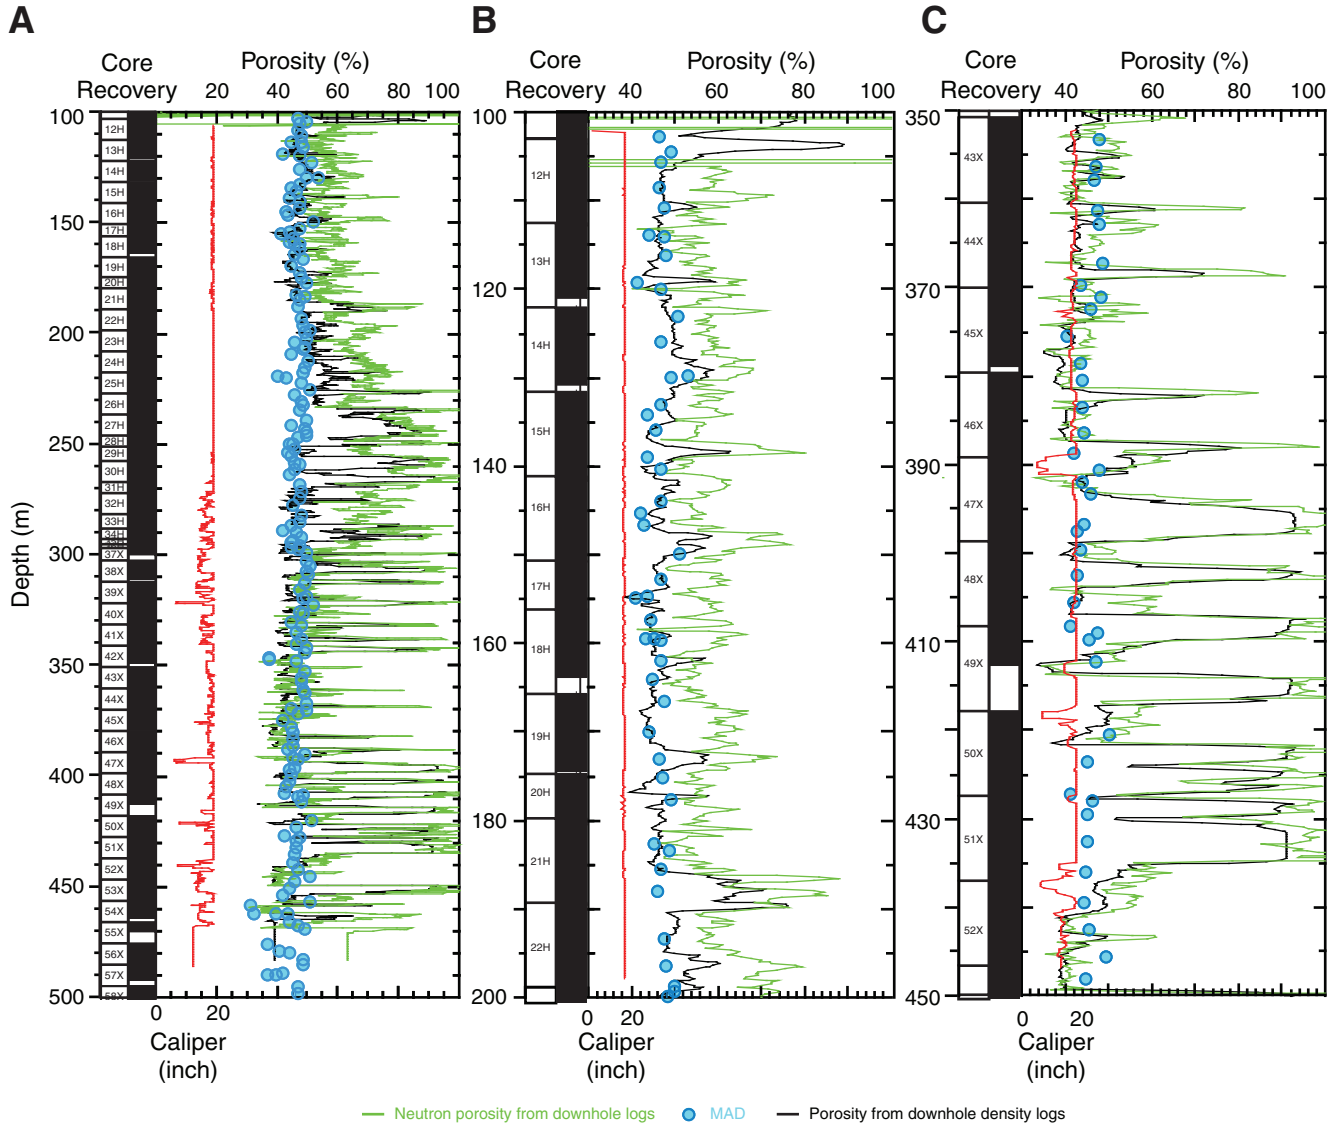 A
B
C
Core
Recovery
Porosity (%)
20 40 60 80 100
Core
Recovery
Porosity (%)
40 60 80 100
Core
Recovery
Porosity (%)
40 60 80 100
Depth (m)
100
150
200
250
300
350
400
450
500
12H
13H
14H
15H
16H
17H
18H
19H
20H
21H
22H
23H
24H
25H
26H
27H
28H
29H
30H
31H
32H
33H
34H
37X
38X
39X
40X
41X
42X
43X
44X
45X
46X
47X
48X
49X
50X
51X
52X
53X
54X
55X
56X
57X
58X
0 20
Caliper
(inch)
100
120
140
160
180
200
12H
13H
14H
15H
16H
17H
18H
19H
20H
21H
22H
0 20
Caliper
(inch)
350
370
390
410
430
450
43X
44X
45X
46X
47X
48X
49X
50X
51X
52X
0 20
Caliper
(inch)
Neutron porosity from downhole logs
MAD
Porosity from downhole density logs